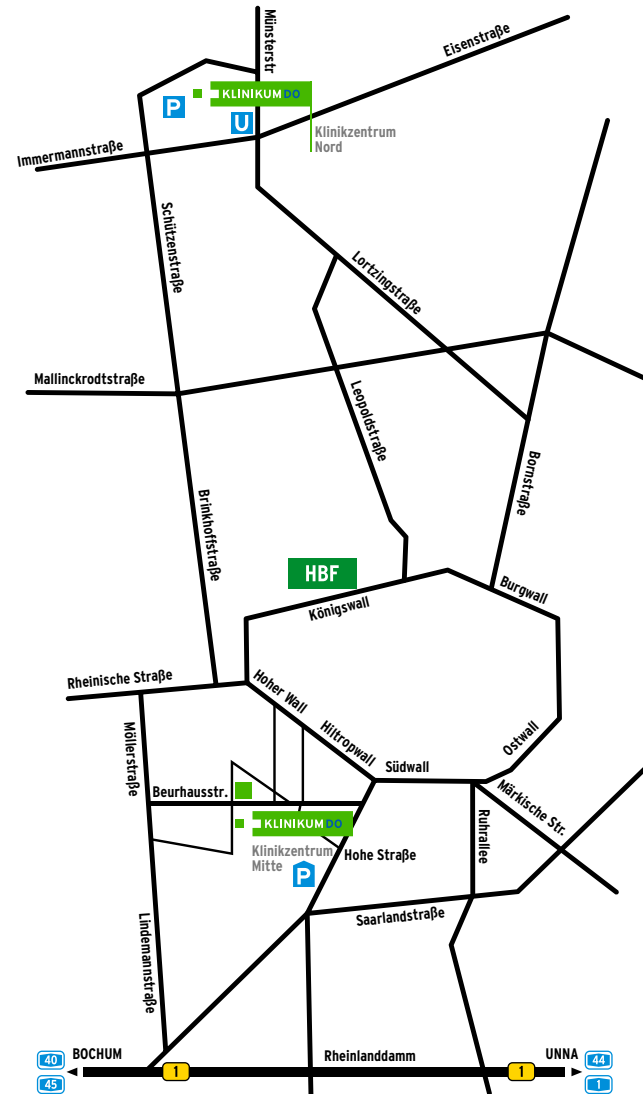 Münsterstr
Eisenstraße
KLINIKUMDO
P
U
Klinikzentrum
Nord
Immermannstraße
Schützenstraße
Lortzingstraße
Mallinckrodtstraße
Leopoldstraße
Bornstraße
Brinkhoffstraße
HBF
Königswall
Burgwall
Rheinische Straße
Hoher Wall
Hiltropwall
Möllerstraße
Südwall
Ostwall
Beurhausstr.
Märkische Str.
Ruhrallee
KLINIKUMDO
Klinikzentrum
Mitte
P
Hohe Straße
Saarlandstraße
Lindemannstraße
40 BOCHUM
Rheinlanddamm
UNNA 44
45
1
1
1